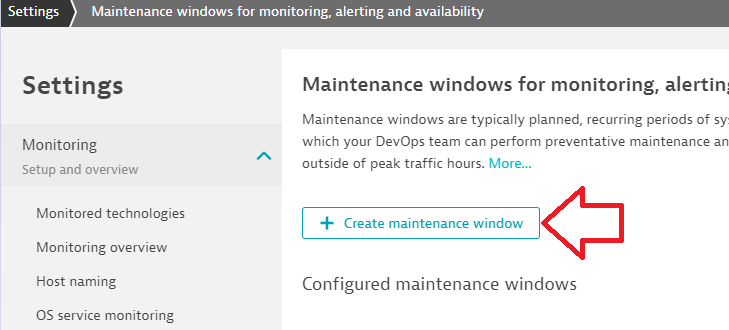 Settings
Maintenance windows for monitoring, alerting and availability
Settings
Monitoring
Setup and overview
Monitored technologies
Monitoring overview
Host naming
OS service monitoring
Maintenance windows for monitoring, alerting
Maintenance windows are typically planned, recurring periods of sy
which your DevOps team can perform preventative maintenance an
outside of peak traffic hours. More...
+ Create maintenance window
Configured maintenance windows